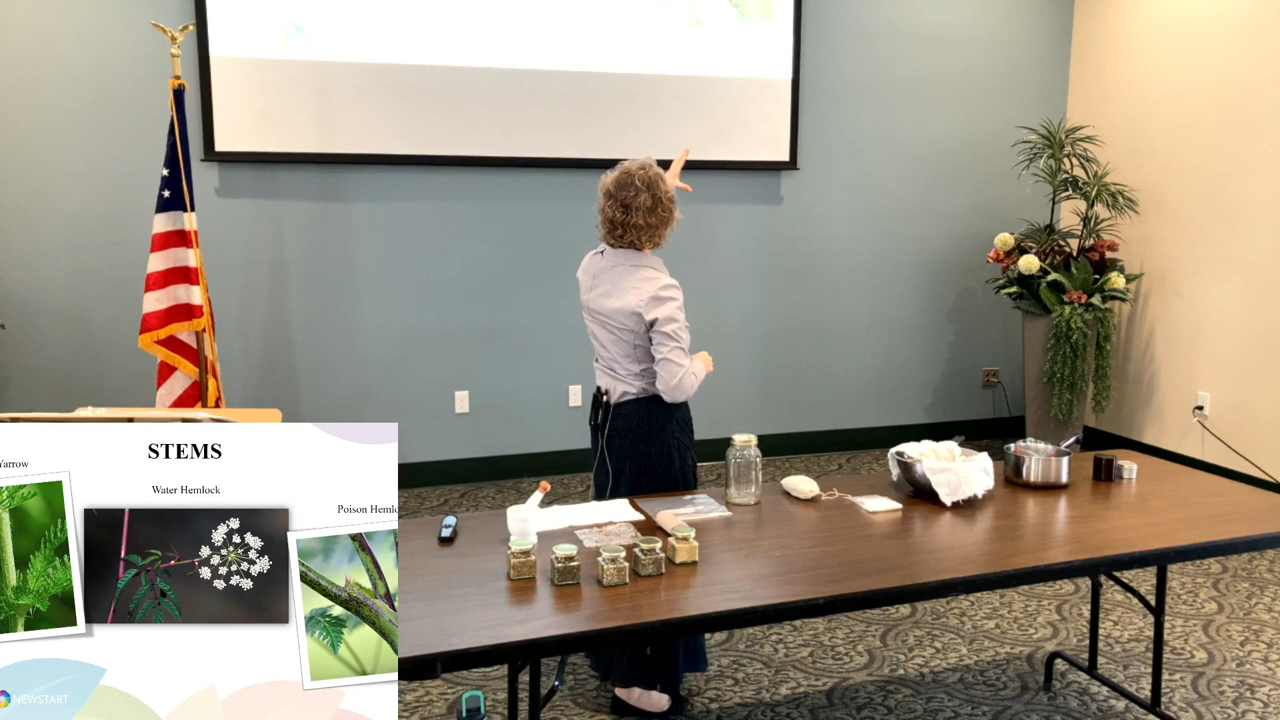 STEMS
Yarrow
Water Hemlock
Poison Hemlo
NEWSTART